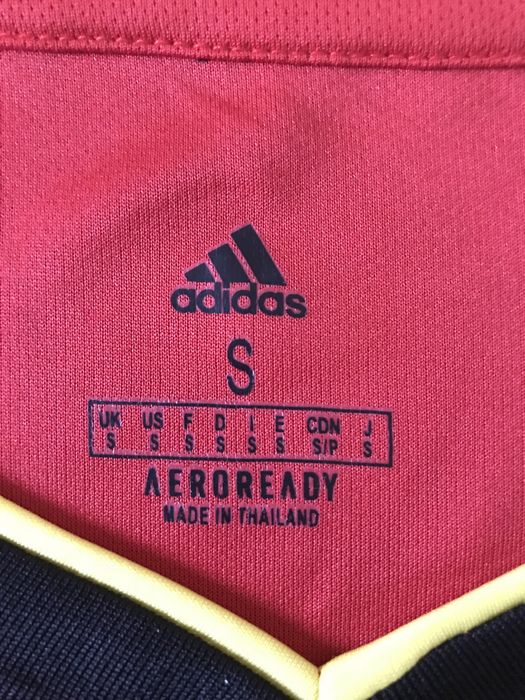 adidas
S
UK US F D I E CDN J
S S S S S S S/P S
AEROREADY
MADE IN THAILAND